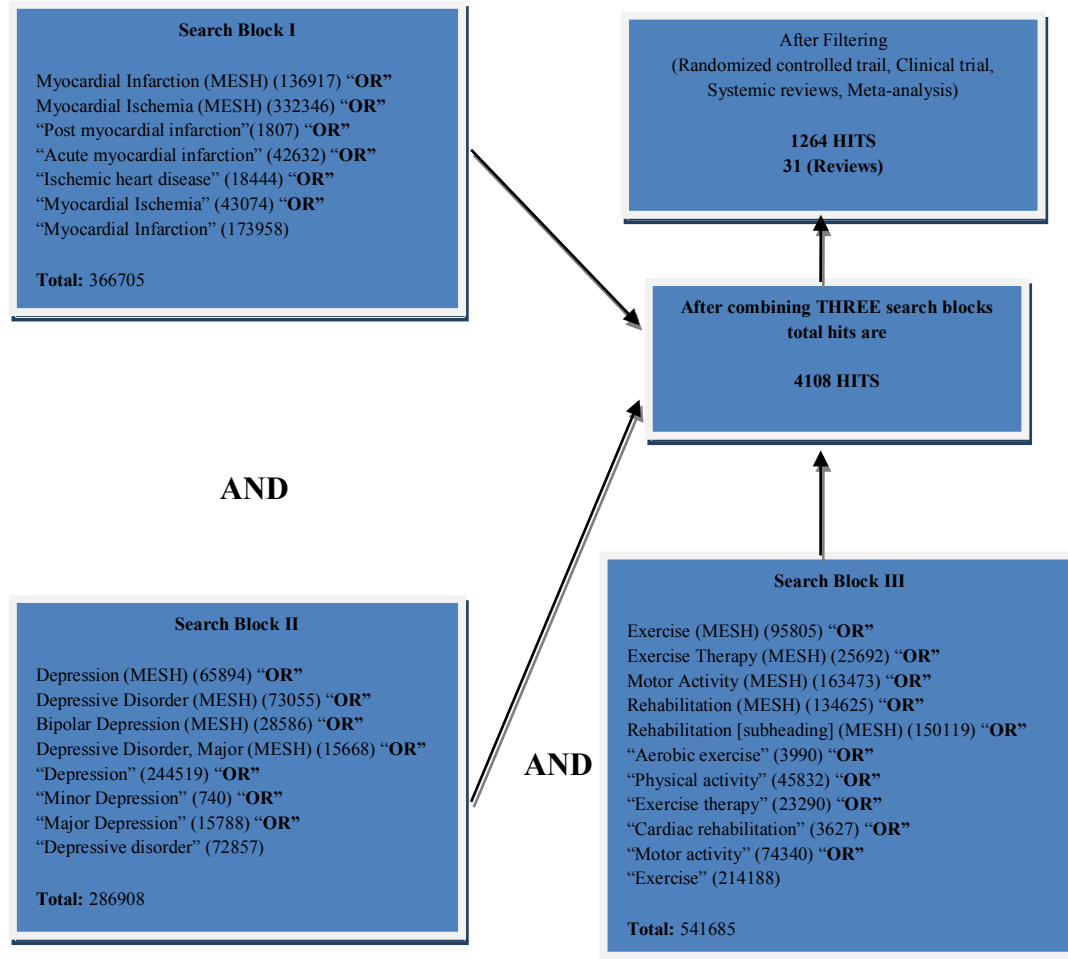 Search Block I
Myocardial Infarction (MESH) (136917) “OR”
Myocardial Ischemia (MESH) (332346) “OR”
“Post myocardial infarction”(1807) “OR”
“Acute myocardial infarction” (42632) “OR”
“Ischemic heart disease” (18444) “OR”
“Myocardial Ischemia” (43074) “OR”
“Myocardial Infarction” (173958)
Total: 366705
After Filtering
(Randomized controlled trail, Clinical trial,
Systemic reviews, Meta-analysis)
1264 HITS
31 (Reviews)
After combining THREE search blocks
total hits are
4108 HITS
AND
Search Block II
Depression (MESH) (65894) “OR”
Depressive Disorder (MESH) (73055) “OR”
Bipolar Depression (MESH) (28586) “OR”
Depressive Disorder, Major (MESH) (15668) “OR”
“Depression” (244519) “OR”
“Minor Depression” (740) “OR”
“Major Depression” (15788) “OR”
“Depressive disorder” (72857)
Total: 286908
AND
Search Block III
Exercise (MESH) (95805) “OR”
Exercise Therapy (MESH) (25692) “OR”
Motor Activity (MESH) (163473) “OR”
Rehabilitation (MESH) (134625) “OR”
Rehabilitation [subheading] (MESH) (150119) “OR”
“Aerobic exercise” (3990) “OR”
“Physical activity” (45832) “OR”
“Exercise therapy” (23290) “OR”
“Cardiac rehabilitation” (3627) “OR”
“Motor activity” (74340) “OR”
“Exercise” (214188)
Total: 541685